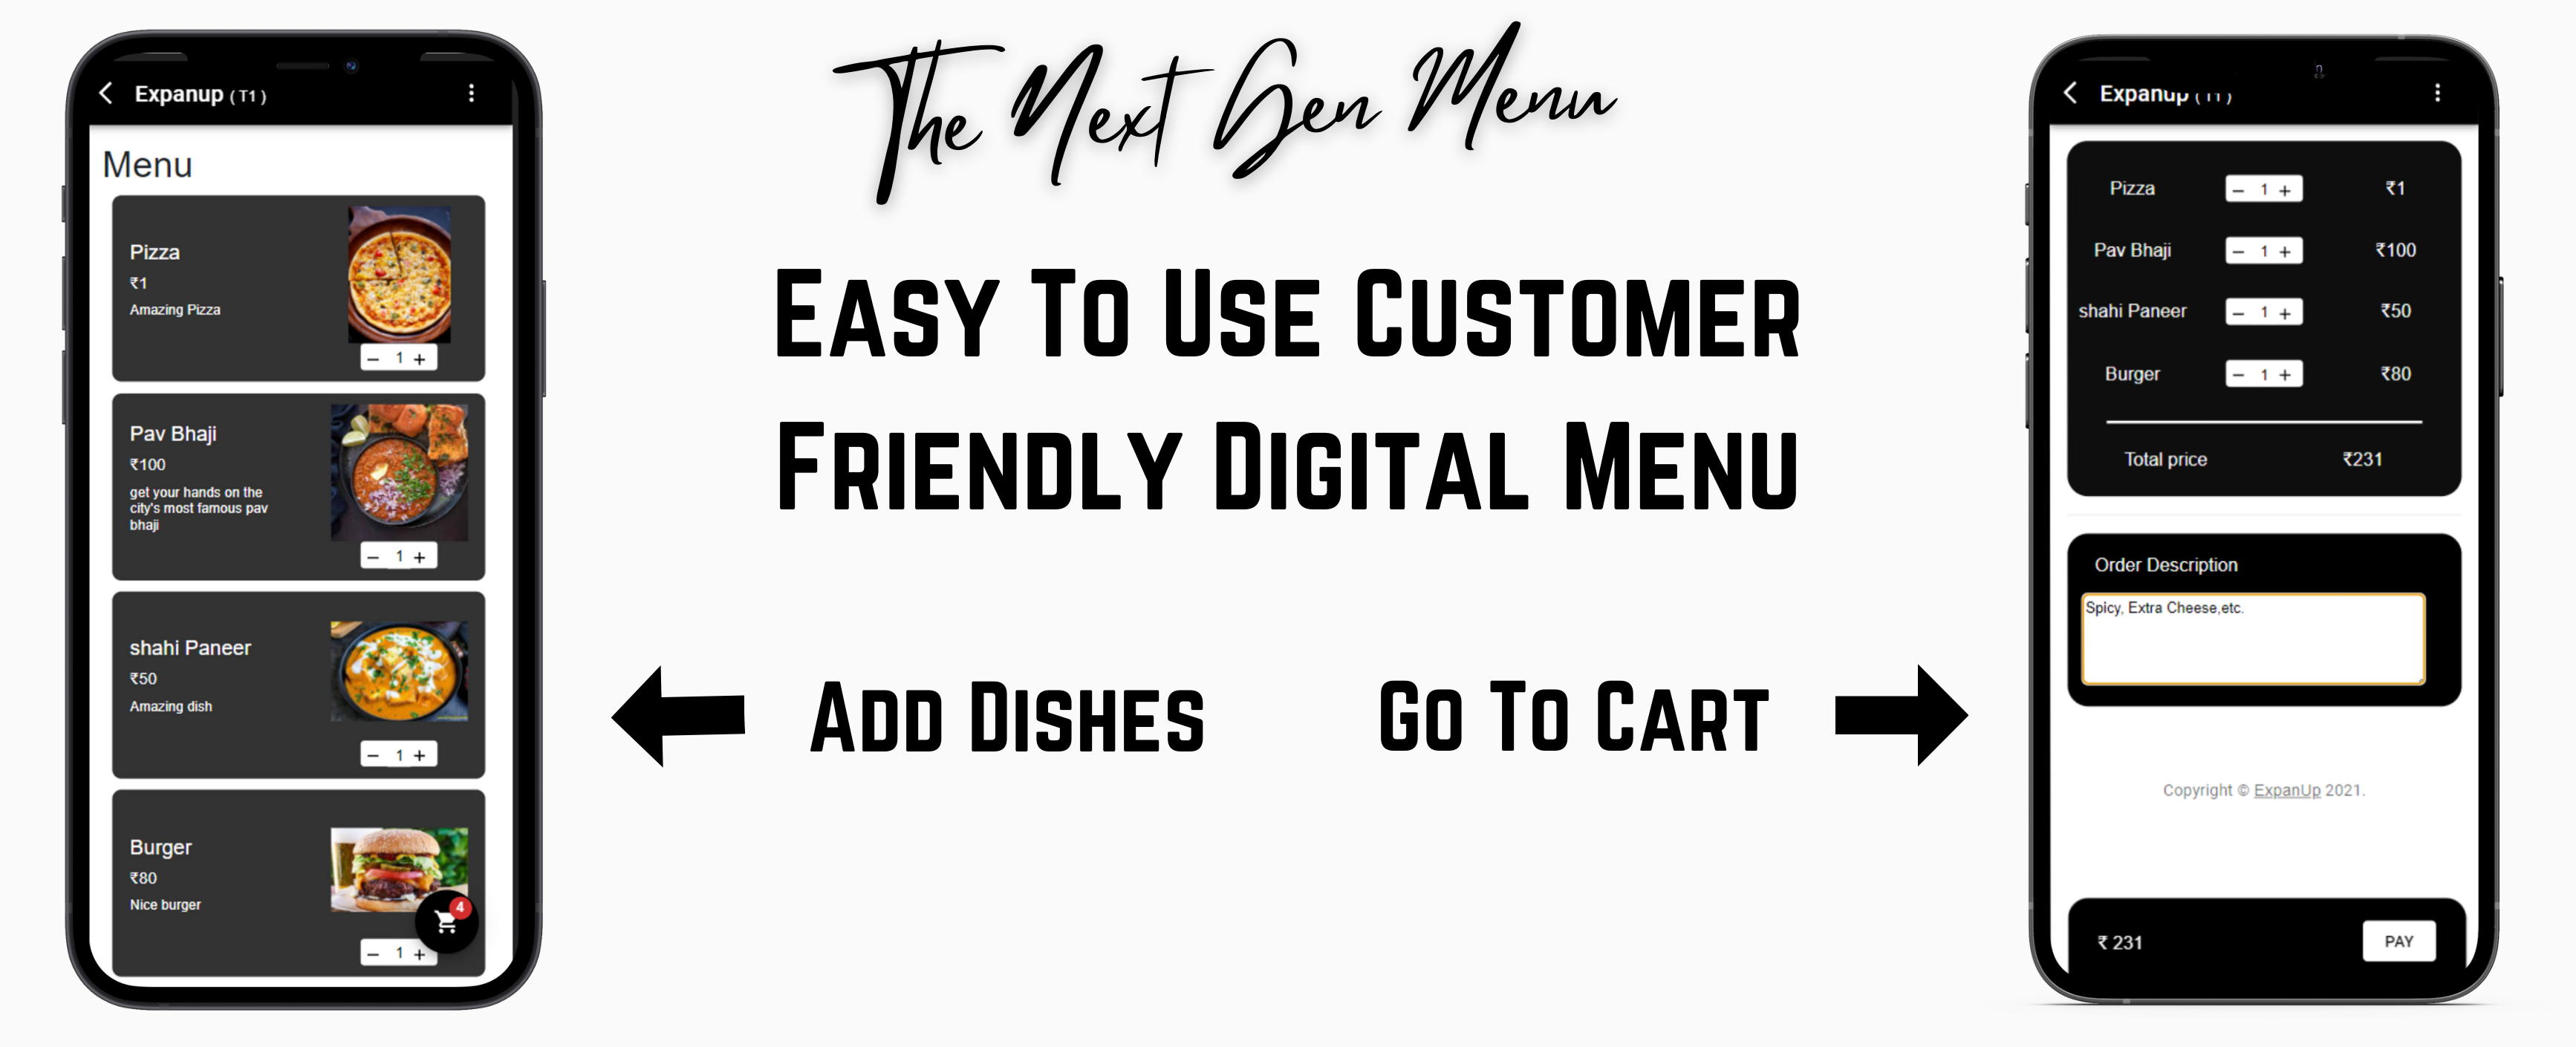 Expanup ( T1 )
Menu
Pizza
₹1
Amazing Pizza
− 1 +
Pav Bhaji
₹100
get your hands on the
city's most famous pav
bhaji
− 1 +
shahi Paneer
₹50
Amazing dish
− 1 +
Burger
₹80
Nice burger
4
− 1 +
The Next Gen Menu
Easy To Use Customer
Friendly Digital Menu
Add Dishes
Go To Cart
Expanup ( T1 )
Pizza − 1 + ₹1
Pav Bhaji − 1 + ₹100
shahi Paneer − 1 + ₹50
Burger − 1 + ₹80
Total price ₹231
Order Description
Spicy, Extra Cheese,etc.
Copyright © ExpanUp 2021.
₹ 231 PAY